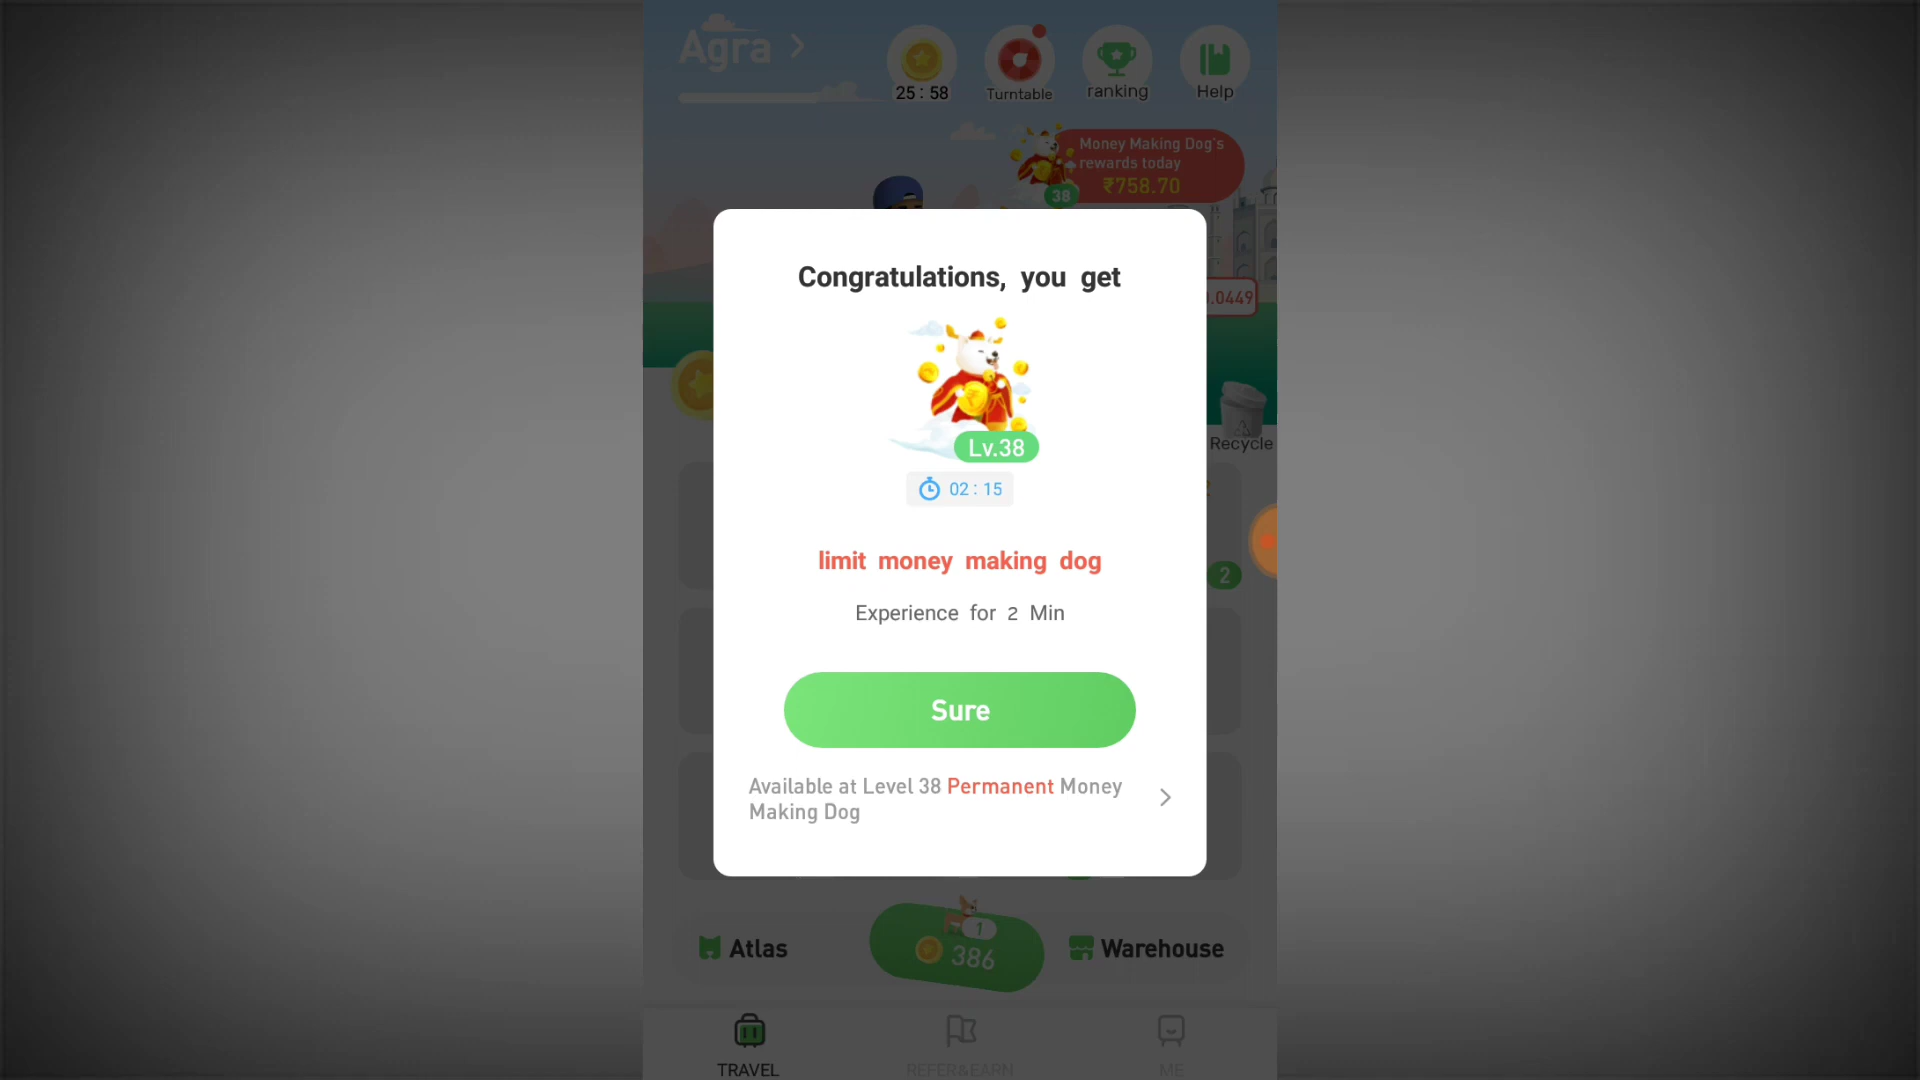 Agra
25 : 58
Turntable
ranking
Help
Money Making Dog's
rewards today
₹758.70
38
Congratulations, you get
.0449
Lv.38
Recycle
02 : 15
limit money making dog
2
Experience for 2 Min
Sure
Available at Level 38 Permanent Money
Making Dog
1
Atlas
386
Warehouse
TRAVEL
REFER&EARN
ME